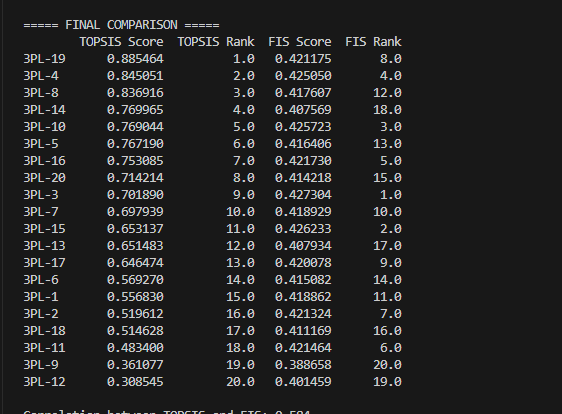 ===== FINAL COMPARISON =====
TOPSIS Score TOPSIS Rank FIS Score FIS Rank
3PL-19 0.885464 1.0 0.421175 8.0
3PL-4 0.845051 2.0 0.425050 4.0
3PL-8 0.836916 3.0 0.417607 12.0
3PL-14 0.769965 4.0 0.407569 18.0
3PL-10 0.769044 5.0 0.425723 3.0
3PL-5 0.767190 6.0 0.416406 13.0
3PL-16 0.753085 7.0 0.421730 5.0
3PL-20 0.714214 8.0 0.414218 15.0
3PL-3 0.701890 9.0 0.427304 1.0
3PL-7 0.697939 10.0 0.418929 10.0
3PL-15 0.653137 11.0 0.426233 2.0
3PL-13 0.651483 12.0 0.407934 17.0
3PL-17 0.646474 13.0 0.420078 9.0
3PL-6 0.569270 14.0 0.415082 14.0
3PL-1 0.556830 15.0 0.418862 11.0
3PL-2 0.519612 16.0 0.421324 7.0
3PL-18 0.514628 17.0 0.411169 16.0
3PL-11 0.483400 18.0 0.421464 6.0
3PL-9 0.361077 19.0 0.388658 20.0
3PL-12 0.308545 20.0 0.401459 19.0
Correlation between TOPSIS and FIS: